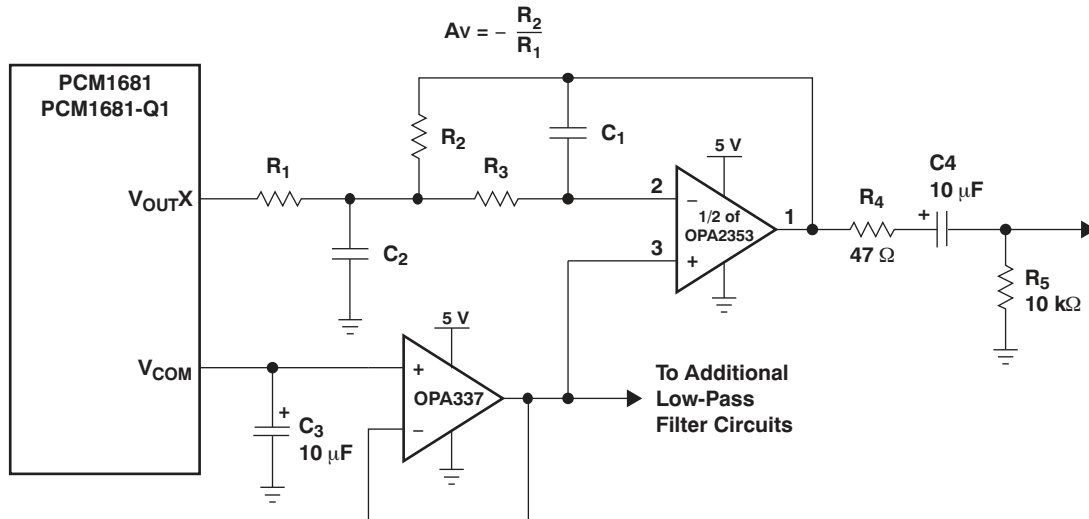 Av = - R2/R1
PCM1681
PCM1681-Q1
R2
C1
R1
R3
5 V
C4
10 μF
VOUTX
2
−
1/2 of
OPA2353
1
R4
+
47 Ω
C2
3
+
R5
10 kΩ
5 V
VCOM
+
OPA337
−
To Additional
Low-Pass
Filter Circuits
+
C3
10 μF